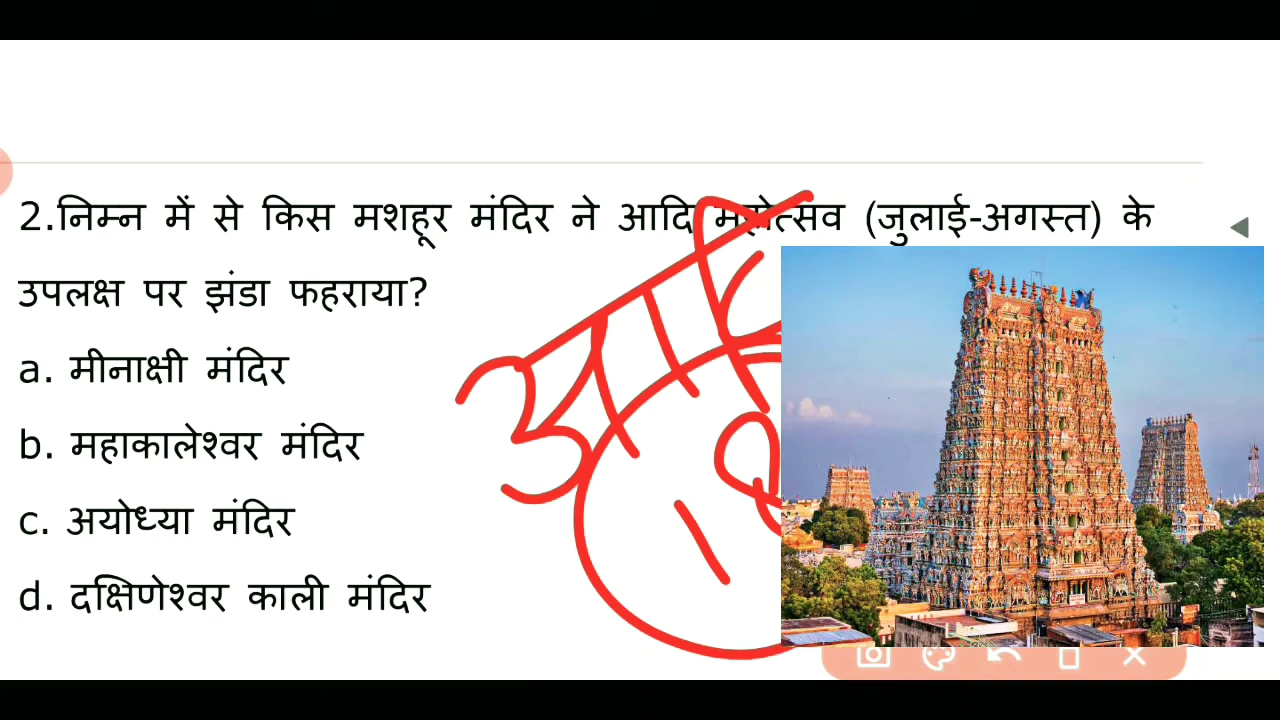 2.निम्न में से किस मशहूर मंदिर ने आदि महोत्सव (जुलाई-अगस्त) के
उपलक्ष पर झंडा फहराया?
a. मीनाक्षी मंदिर
b. महाकालेश्वर मंदिर
c. अयोध्या मंदिर
d. दक्षिणेश्वर काली मंदिर